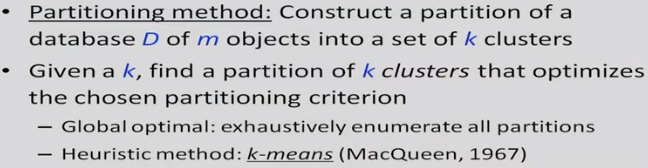 • Partitioning method: Construct a partition of a
database D of m objects into a set of k clusters
• Given a k, find a partition of k clusters that optimizes
the chosen partitioning criterion
– Global optimal: exhaustively enumerate all partitions
– Heuristic method: k-means (MacQueen, 1967)